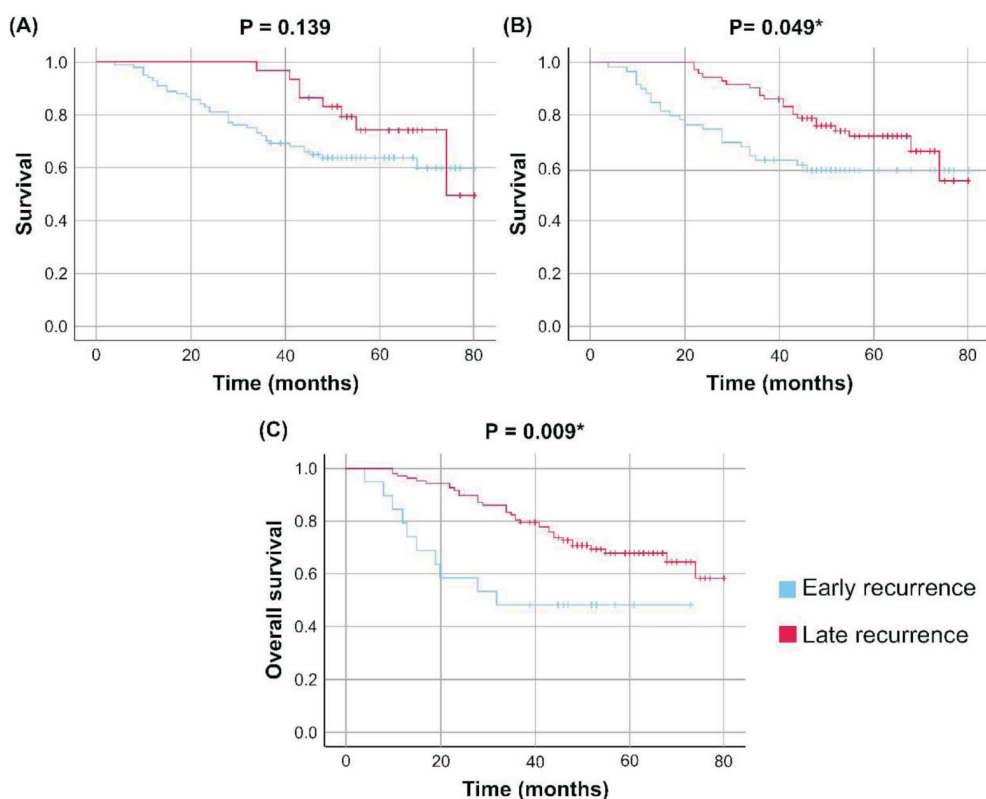 (A)
P = 0.139
Survival
1.0
0.8
0.6
0.4
0.2
0.0
0 20 40 60 80
Time (months)
(B)
P= 0.049*
Survival
1.0
0.8
0.6
0.4
0.2
0.0
0 20 40 60 80
Time (months)
(C)
P = 0.009*
Overall survival
1.0
0.8
0.6
0.4
0.2
0.0
0 20 40 60 80
Time (months)
Early recurrence
Late recurrence